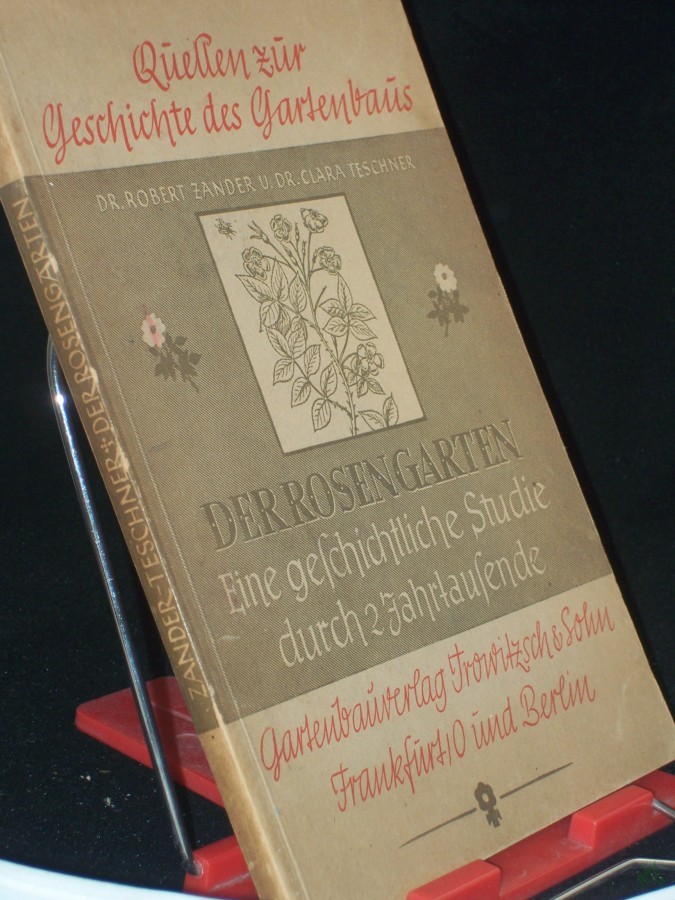 Quellen zur
Geschichte des Gartenbaus
DR. ROBERT ZANDER U. DR. CLARA TESCHNER
DER ROSENGARTEN
Eine geſchichtliche Studie
durch 2 Jahrtauſende
Gartenbauverlag Trowitzsch & Sohn
Frankfurt/O und Berlin
ZANDER-TESCHNER + DER ROSENGARTEN